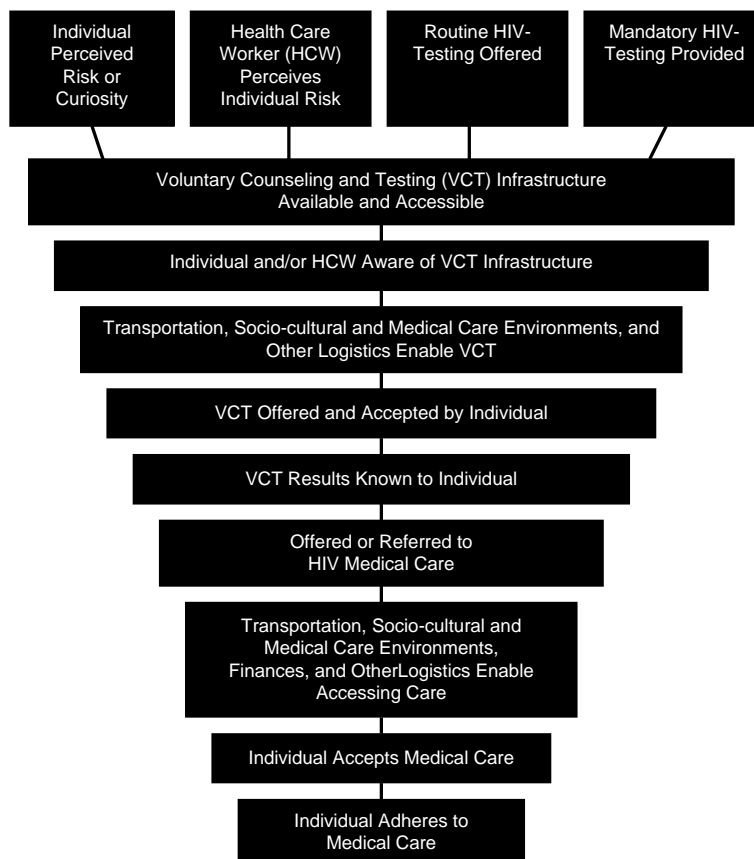 Individual
Perceived
Risk or
Curiosity
Health Care
Worker (HCW)
Perceives
Individual Risk
Routine HIV-
Testing Offered
Mandatory HIV-
Testing Provided
Voluntary Counseling and Testing (VCT) Infrastructure
Available and Accessible
Individual and/or HCW Aware of VCT Infrastructure
Transportation, Socio-cultural and Medical Care Environments, and
Other Logistics Enable VCT
VCT Offered and Accepted by Individual
VCT Results Known to Individual
Offered or Referred to
HIV Medical Care
Transportation, Socio-cultural and
Medical Care Environments,
Finances, and OtherLogistics Enable
Accessing Care
Individual Accepts Medical Care
Individual Adheres to
Medical Care